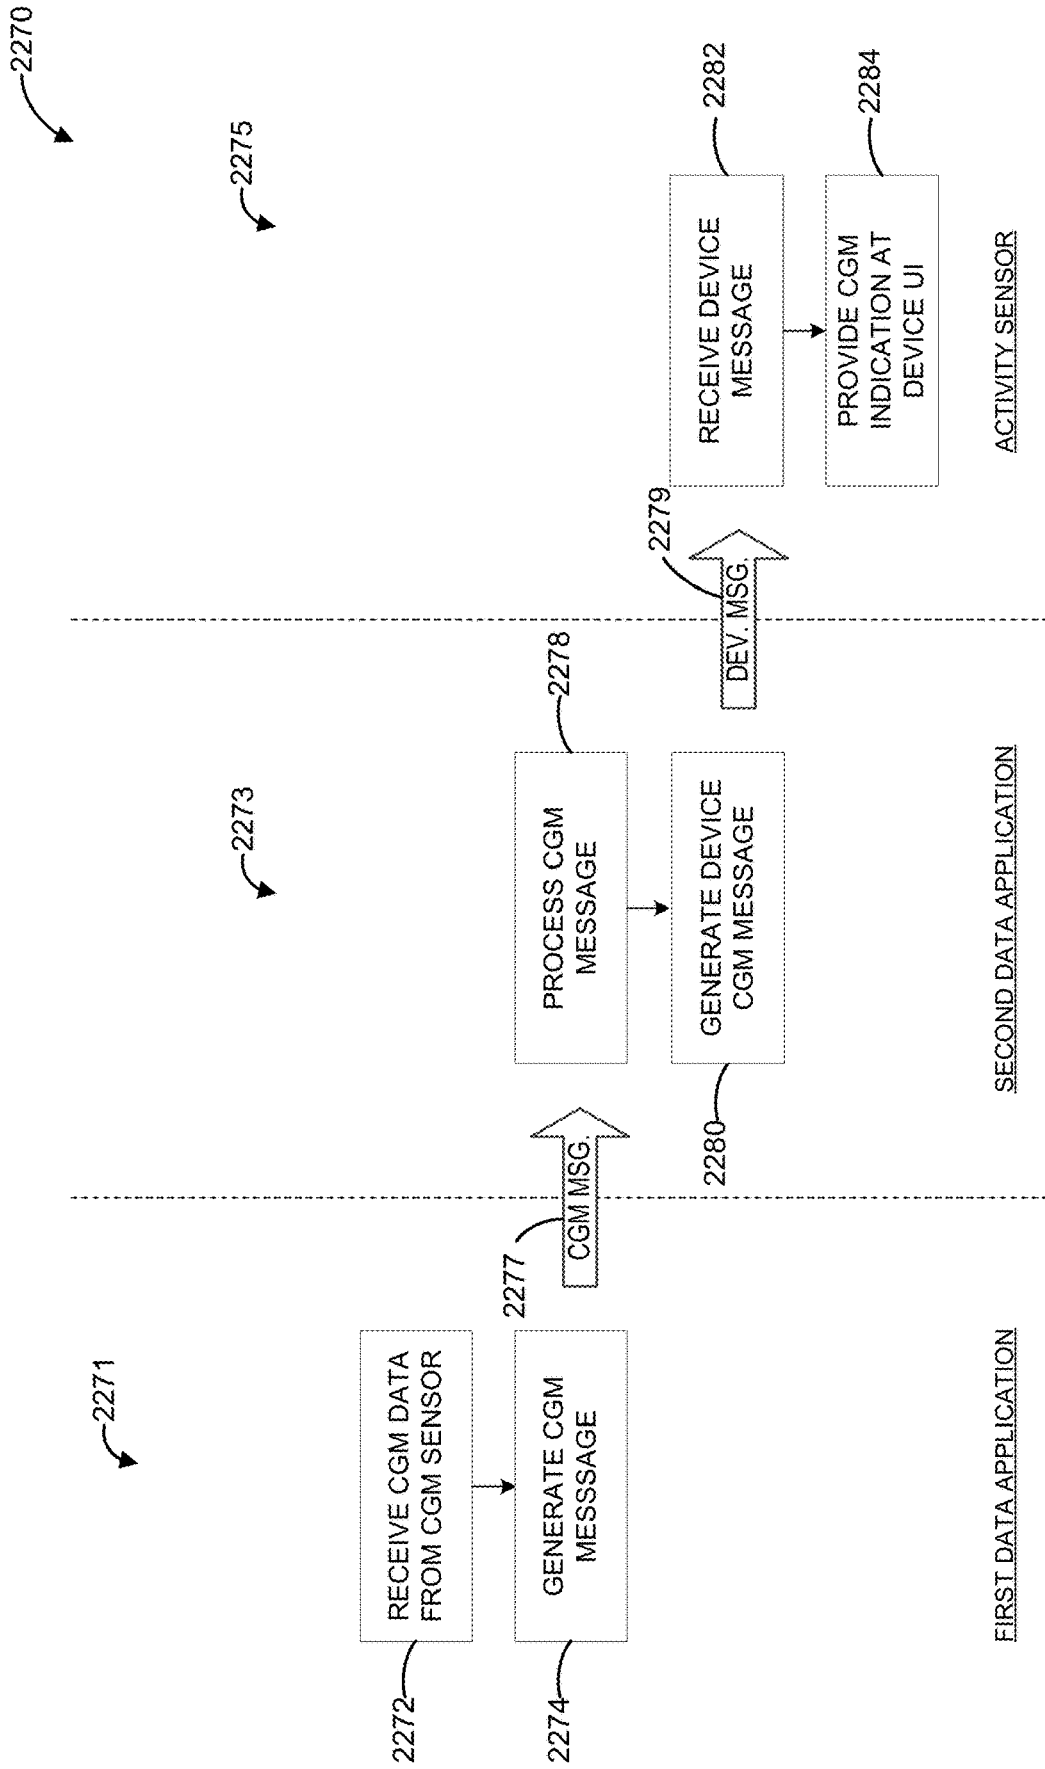 2270
2271
2273
2275
RECEIVE CGM DATA
FROM CGM SENSOR
2272
GENERATE CGM
MESSSAGE
2274
2277
CGM MSG.
PROCESS CGM
MESSAGE
2278
GENERATE DEVICE
CGM MESSAGE
2280
2279
DEV. MSG.
RECEIVE DEVICE
MESSAGE
2282
PROVIDE CGM
INDICATION AT
DEVICE UI
2284
FIRST DATA APPLICATION
SECOND DATA APPLICATION
ACTIVITY SENSOR